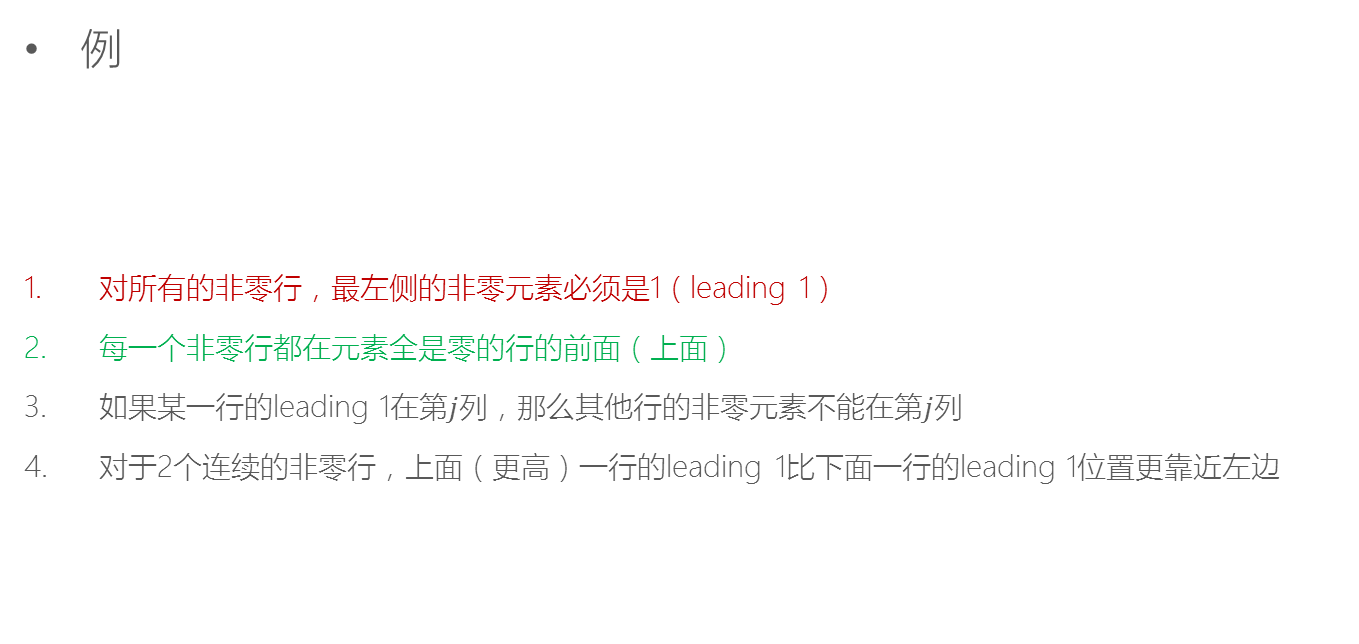 • 例
1. 对所有的非零行，最左侧的非零元素必须是1（leading 1）
2. 每一个非零行都在元素全是零的行的前面（上面）
3. 如果某一行的leading 1在第j列，那么其他行的非零元素不能在第j列
4. 对于2个连续的非零行，上面（更高）一行的leading 1比下面一行的leading 1位置更靠近左边